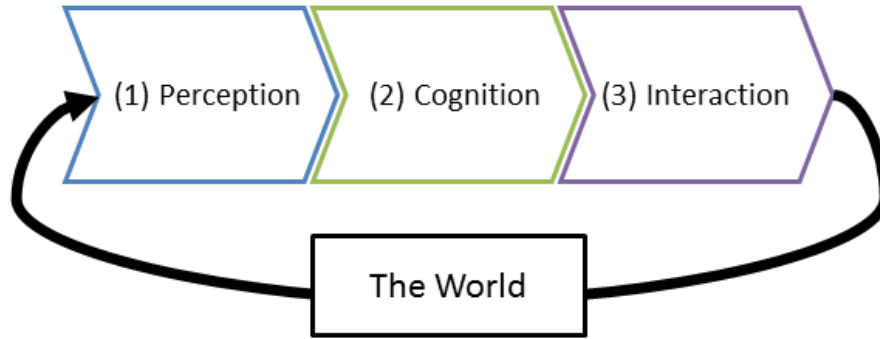 (1) Perception
(2) Cognition
(3) Interaction
The World